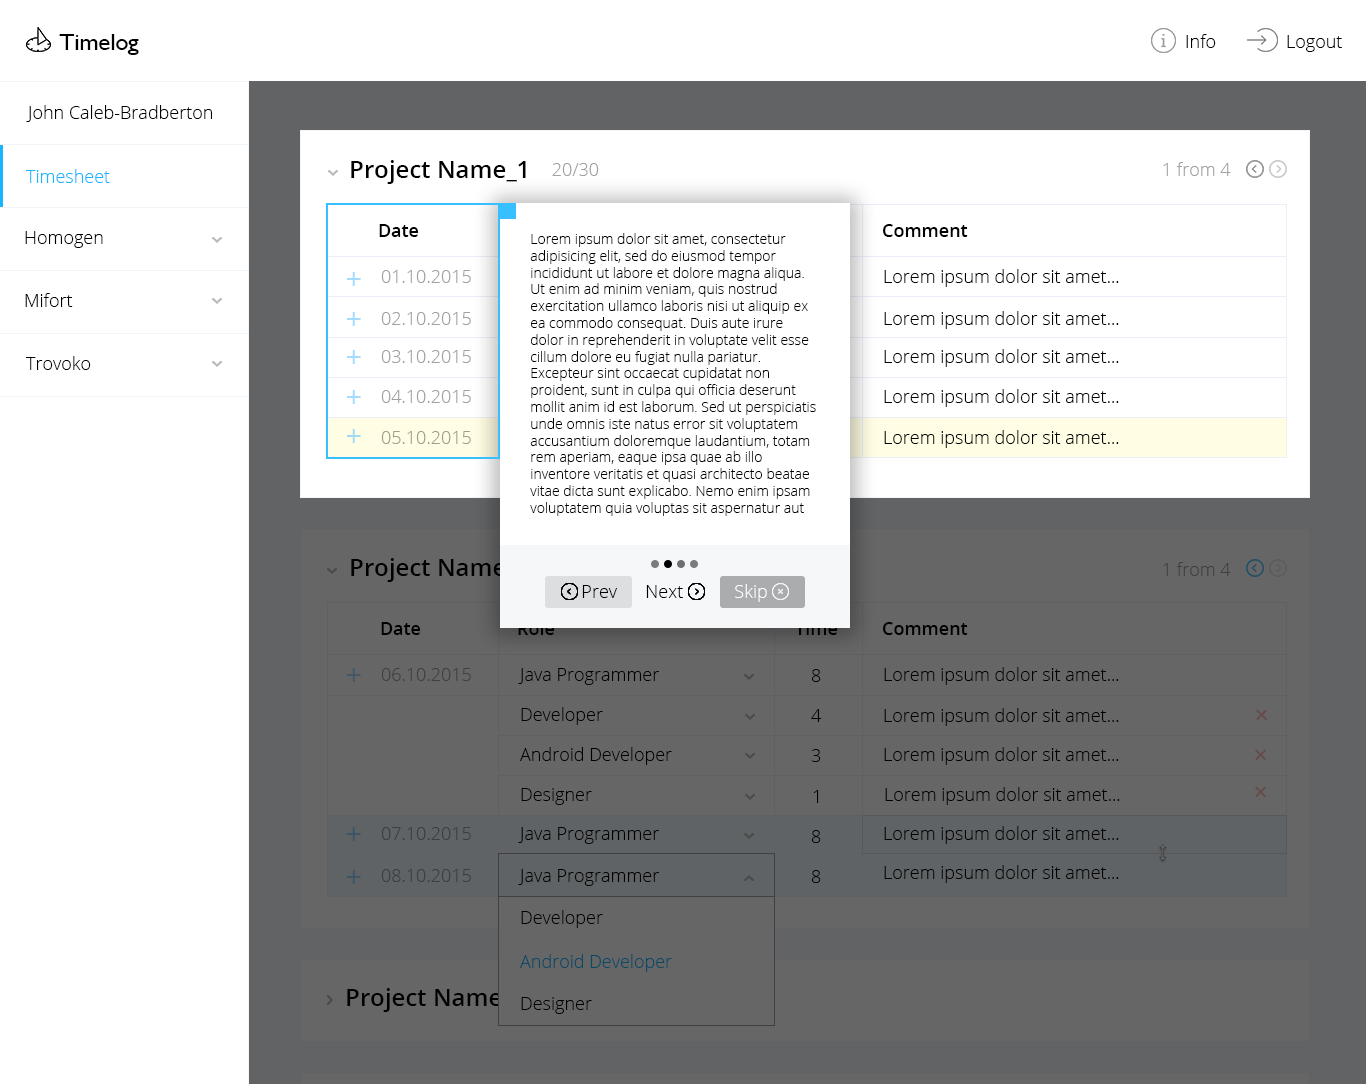 Timelog
Info
Logout
John Caleb-Bradberton
Timesheet
Homogen
Mifort
Trovoko
Project Name_1 20/30
1 from 4
Date
Comment
01.10.2015 Lorem ipsum dolor sit amet...
02.10.2015 Lorem ipsum dolor sit amet...
03.10.2015 Lorem ipsum dolor sit amet...
04.10.2015 Lorem ipsum dolor sit amet...
05.10.2015 Lorem ipsum dolor sit amet...
Lorem ipsum dolor sit amet, consectetur
adipisicing elit, sed do eiusmod tempor
incididunt ut labore et dolore magna aliqua.
Ut enim ad minim veniam, quis nostrud
exercitation ullamco laboris nisi ut aliquip ex
ea commodo consequat. Duis aute irure
dolor in reprehenderit in voluptate velit esse
cillum dolore eu fugiat nulla pariatur.
Excepteur sint occaecat cupidatat non
proident, sunt in culpa qui officia deserunt
mollit anim id est laborum. Sed ut perspiciatis
unde omnis iste natus error sit voluptatem
accusantium doloremque laudantium, totam
rem aperiam, eaque ipsa quae ab illo
inventore veritatis et quasi architecto beatae
vitae dicta sunt explicabo. Nemo enim ipsam
voluptatem quia voluptas sit aspernatur aut
Prev Next Skip
Project Name
1 from 4
Date Role Time Comment
06.10.2015 Java Programmer 8 Lorem ipsum dolor sit amet...
Developer 4 Lorem ipsum dolor sit amet...
Android Developer 3 Lorem ipsum dolor sit amet...
Designer 1 Lorem ipsum dolor sit amet...
07.10.2015 Java Programmer 8 Lorem ipsum dolor sit amet...
08.10.2015 Java Programmer 8 Lorem ipsum dolor sit amet...
Developer
Android Developer
Designer
Project Name